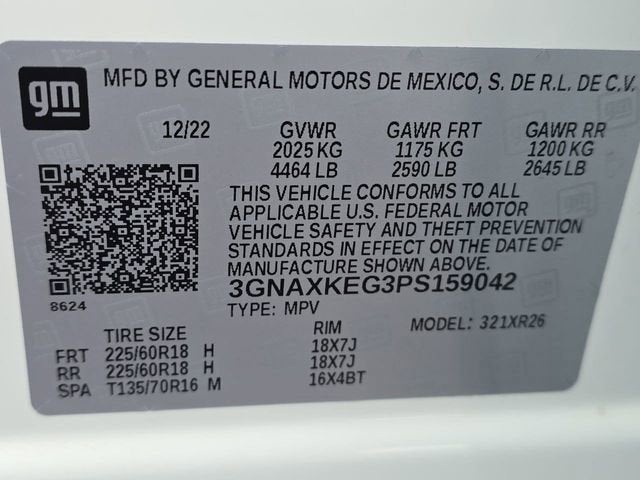 gm
MFD BY GENERAL MOTORS DE MEXICO, S. DE R.L. DE C.V.
12/22 GVWR GAWR FRT GAWR RR
2025 KG 1175 KG 1200 KG
4464 LB 2590 LB 2645 LB
THIS VEHICLE CONFORMS TO ALL
APPLICABLE U.S. FEDERAL MOTOR
VEHICLE SAFETY AND THEFT PREVENTION
STANDARDS IN EFFECT ON THE DATE OF
MANUFACTURE SHOWN ABOVE.
3GNAXKEG3PS159042
8624
TYPE: MPV MODEL: 321XR26
TIRE SIZE RIM
FRT 225/60R18 H 18X7J
RR 225/60R18 H 18X7J
SPA T135/70R16 M 16X4BT